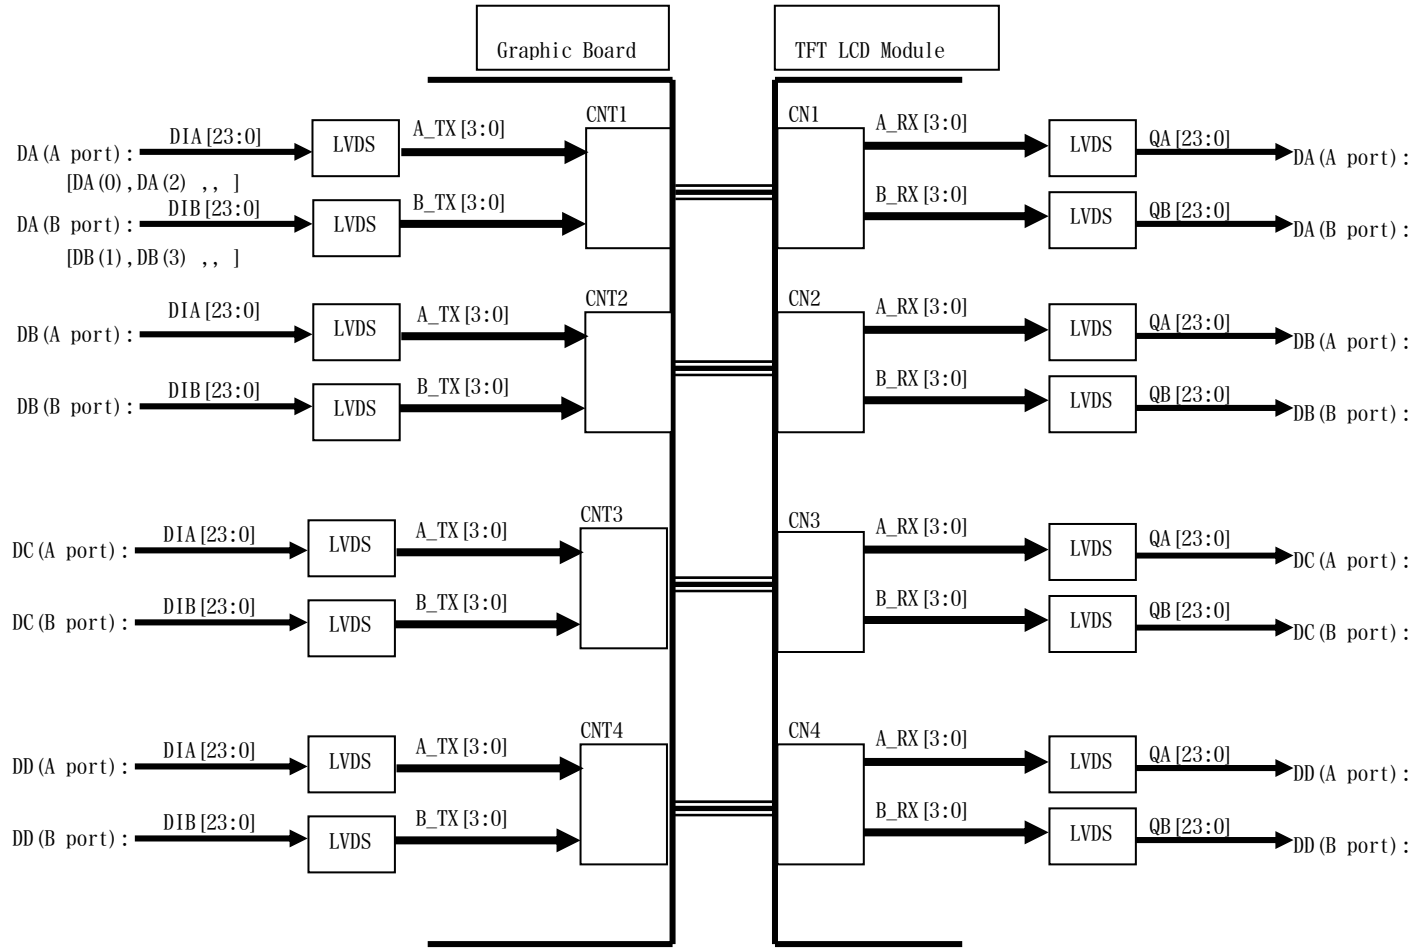 Graphic Board
TFT LCD Module
CNT1
CN1
DA(A port):
DIA[23:0]
LVDS
A_TX[3:0]
A_RX[3:0]
LVDS
QA[23:0]
DA(A port):
[DA(0),DA(2) ,, ]
DA(B port):
DIB[23:0]
LVDS
B_TX[3:0]
B_RX[3:0]
LVDS
QB[23:0]
DA(B port):
[DB(1),DB(3) ,, ]
CNT2
CN2
DB(A port):
DIA[23:0]
LVDS
A_TX[3:0]
A_RX[3:0]
LVDS
QA[23:0]
DB(A port):
DB(B port):
DIB[23:0]
LVDS
B_TX[3:0]
B_RX[3:0]
LVDS
QB[23:0]
DB(B port):
CNT3
CN3
DC(A port):
DIA[23:0]
LVDS
A_TX[3:0]
A_RX[3:0]
LVDS
QA[23:0]
DC(A port):
DC(B port):
DIB[23:0]
LVDS
B_TX[3:0]
B_RX[3:0]
LVDS
QB[23:0]
DC(B port):
CNT4
CN4
DD(A port):
DIA[23:0]
LVDS
A_TX[3:0]
A_RX[3:0]
LVDS
QA[23:0]
DD(A port):
DD(B port):
DIB[23:0]
LVDS
B_TX[3:0]
B_RX[3:0]
LVDS
QB[23:0]
DD(B port):